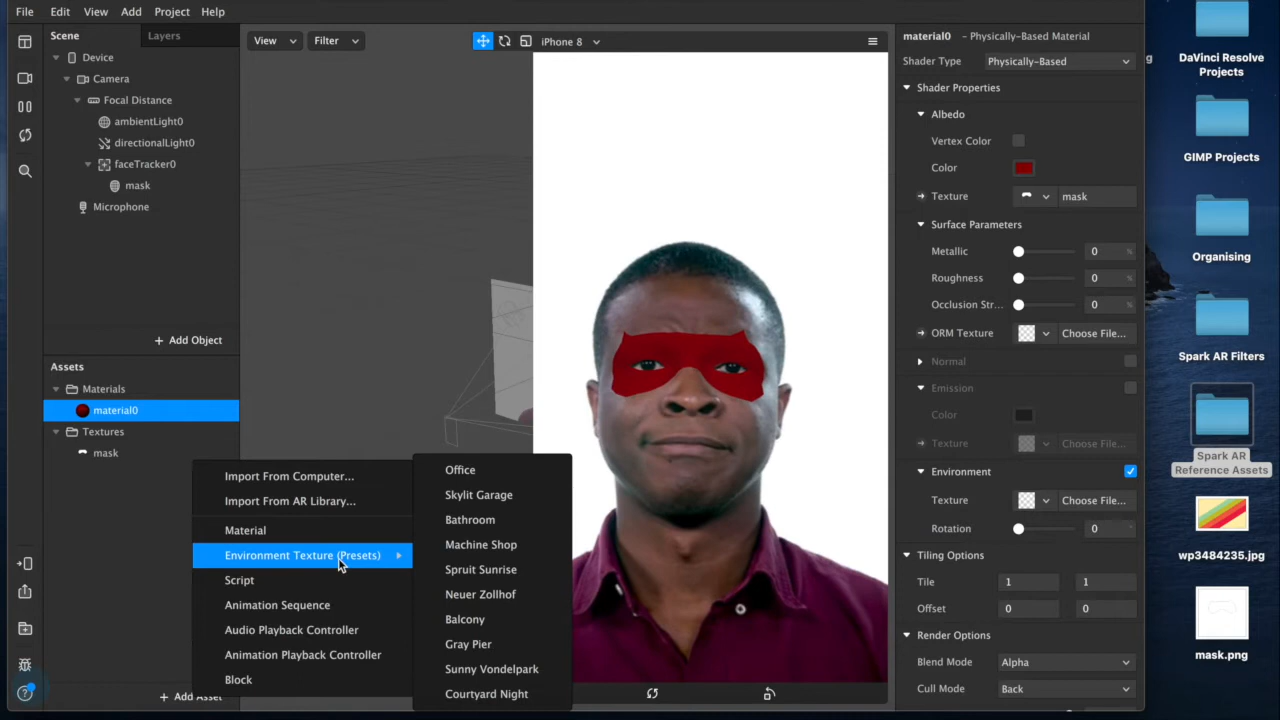 File Edit View Add Project Help
Scene
Layers
Device
Camera
Focal Distance
ambientLight0
directionalLight0
faceTracker0
mask
Microphone
+ Add Object
Assets
Materials
material0
Textures
mask
+ Add Asset
View
Filter
iPhone 8
Import From Computer...
Import From AR Library...
Material
Environment Texture (Presets)
Script
Animation Sequence
Audio Playback Controller
Animation Playback Controller
Block
Office
Skylit Garage
Bathroom
Machine Shop
Spruit Sunrise
Neuer Zollhof
Balcony
Gray Pier
Sunny Vondelpark
Courtyard Night
material0 - Physically-Based Material
Shader Type Physically-Based
Shader Properties
Albedo
Vertex Color
Color
Texture mask
Surface Parameters
Metallic 0 %
Roughness 0 %
Occlusion Str... 0 %
ORM Texture Choose File...
Normal
Emission
Color
Texture Choose File...
Environment
Texture Choose File...
Rotation 0 °
Tiling Options
Tile 1 1
Offset 0 0
Render Options
Blend Mode Alpha
Cull Mode Back
DaVinci Resolve
Projects
GIMP Projects
Organising
Spark AR Filters
Spark AR
Reference Assets
wp3484235.jpg
mask.png